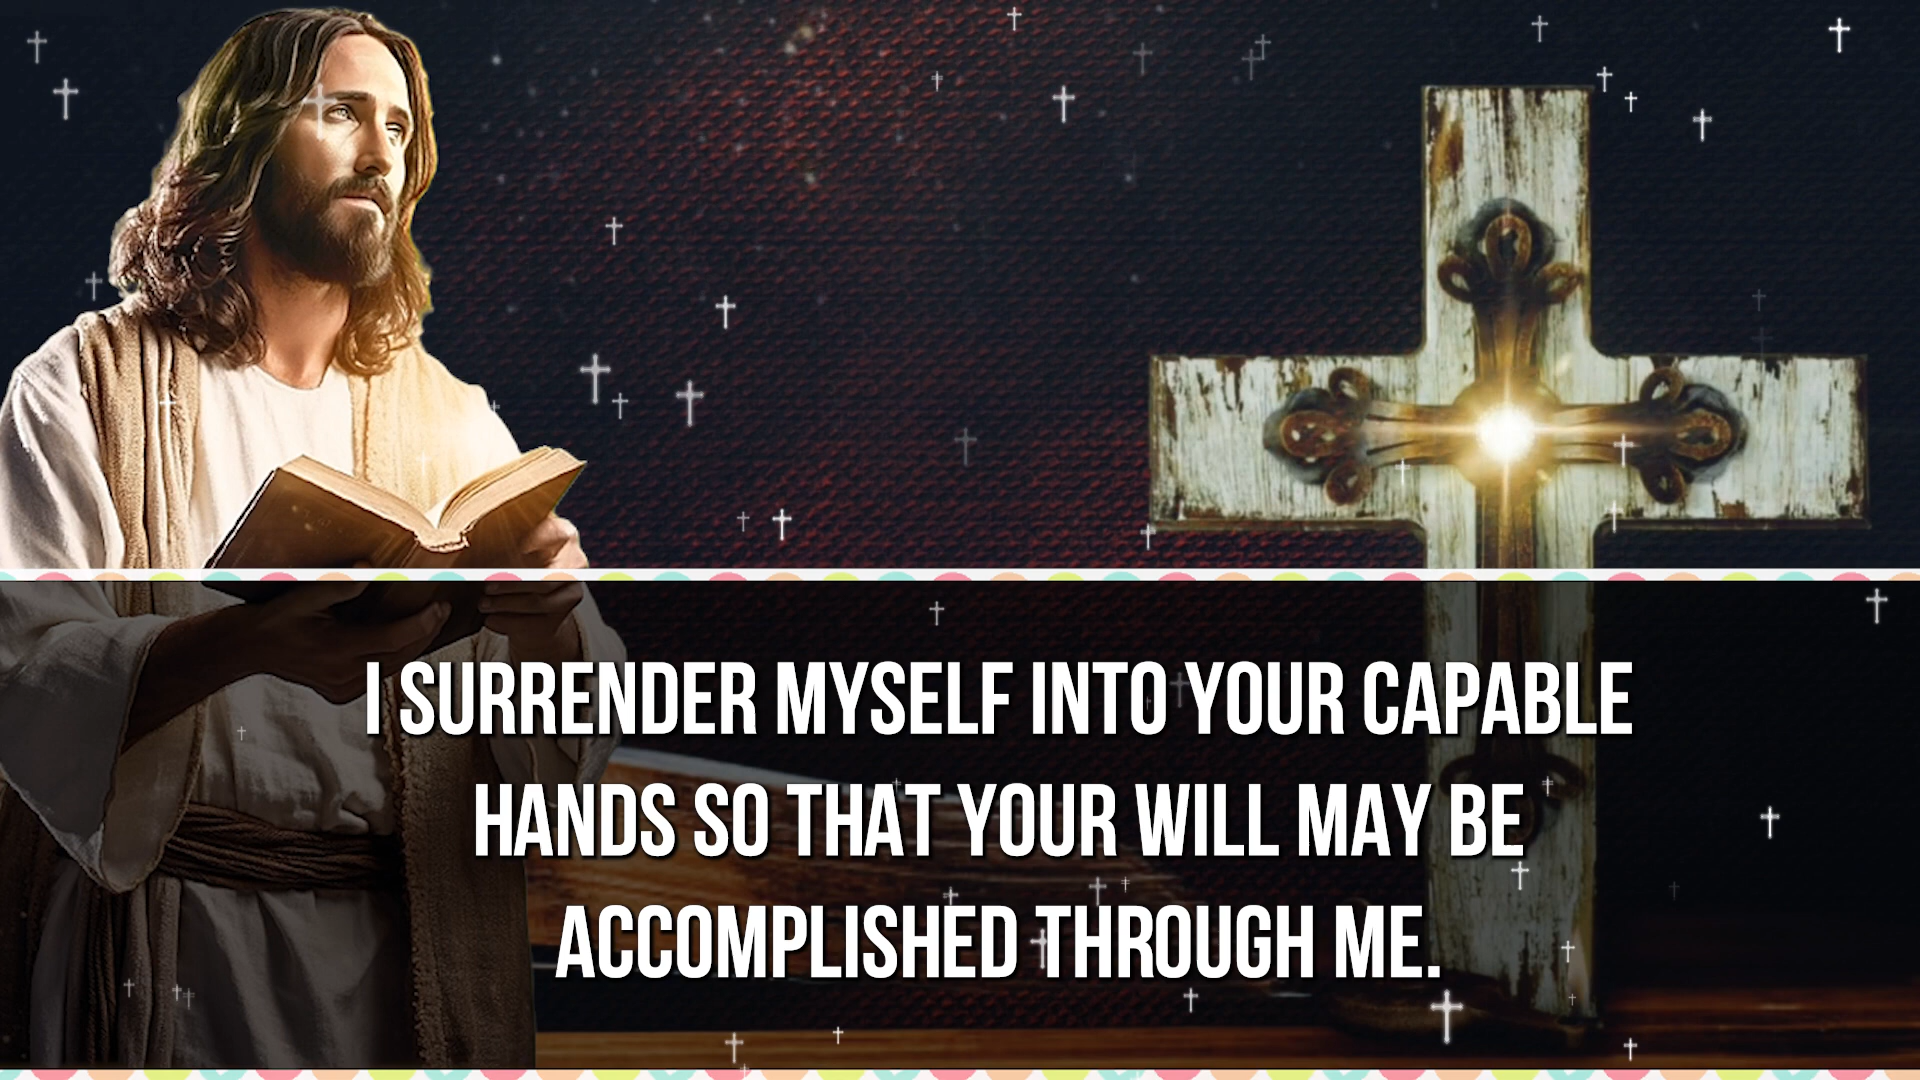 I SURRENDER MYSELF INTO YOUR CAPABLE
HANDS SO THAT YOUR WILL MAY BE
ACCOMPLISHED THROUGH ME.